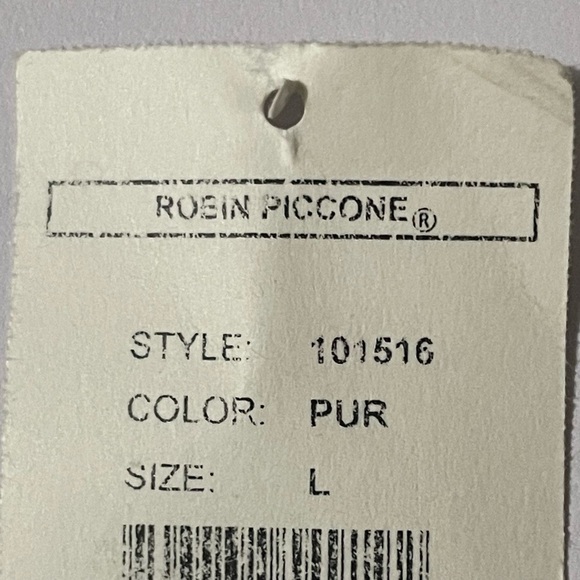 ROBIN PICCONE®
STYLE: 101516
COLOR: PUR
SIZE: L